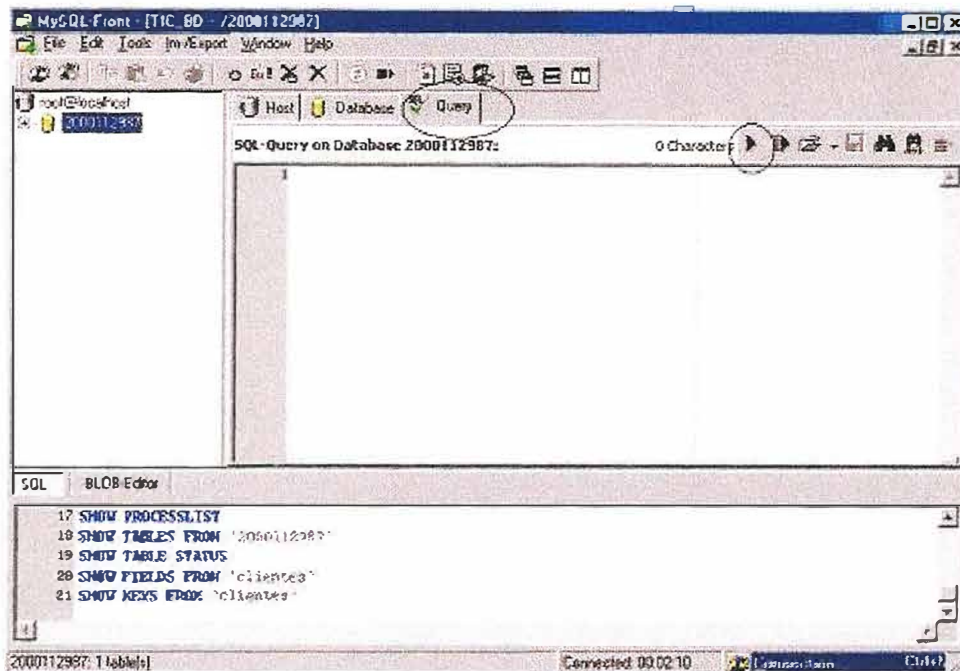 MySQL-Front - [TIC_BD - /2000112987]
File Edit Tools Im-/Export Window Help
root@localhost
2000112987
Host Database Query
SQL-Query on Database 2000112987:
0 Characters
1
SQL BLOB Editor
17 SHOW PROCESSLIST
18 SHOW TABLES FROM `2000112987`
19 SHOW TABLE STATUS
20 SHOW FIELDS FROM `clientes`
21 SHOW KEYS FROM `clientes`
2000112987: 1 table(s)
Connected: 00:02:10